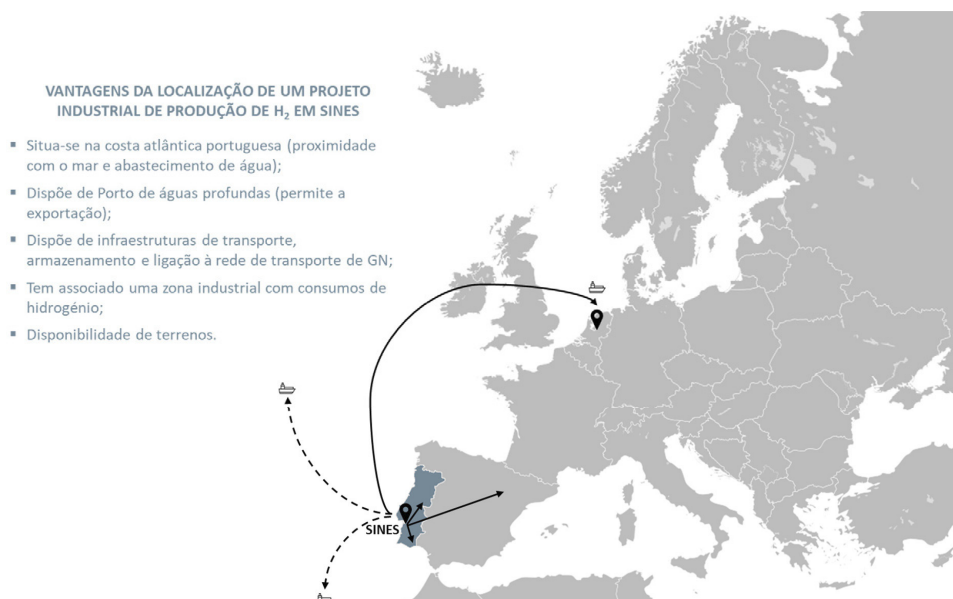 VANTAGENS DA LOCALIZAÇÃO DE UM PROJETO
INDUSTRIAL DE PRODUÇÃO DE H₂ EM SINES
▪ Situa-se na costa atlântica portuguesa (proximidade
com o mar e abastecimento de água);
▪ Dispõe de Porto de águas profundas (permite a
exportação);
▪ Dispõe de infraestruturas de transporte,
armazenamento e ligação à rede de transporte de GN;
▪ Tem associado uma zona industrial com consumos de
hidrogénio;
▪ Disponibilidade de terrenos.
SINES